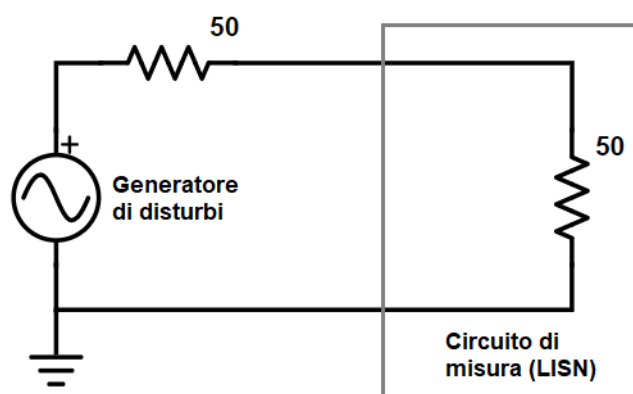 50
50
+
Generatore
di disturbi
Circuito di
misura (LISN)